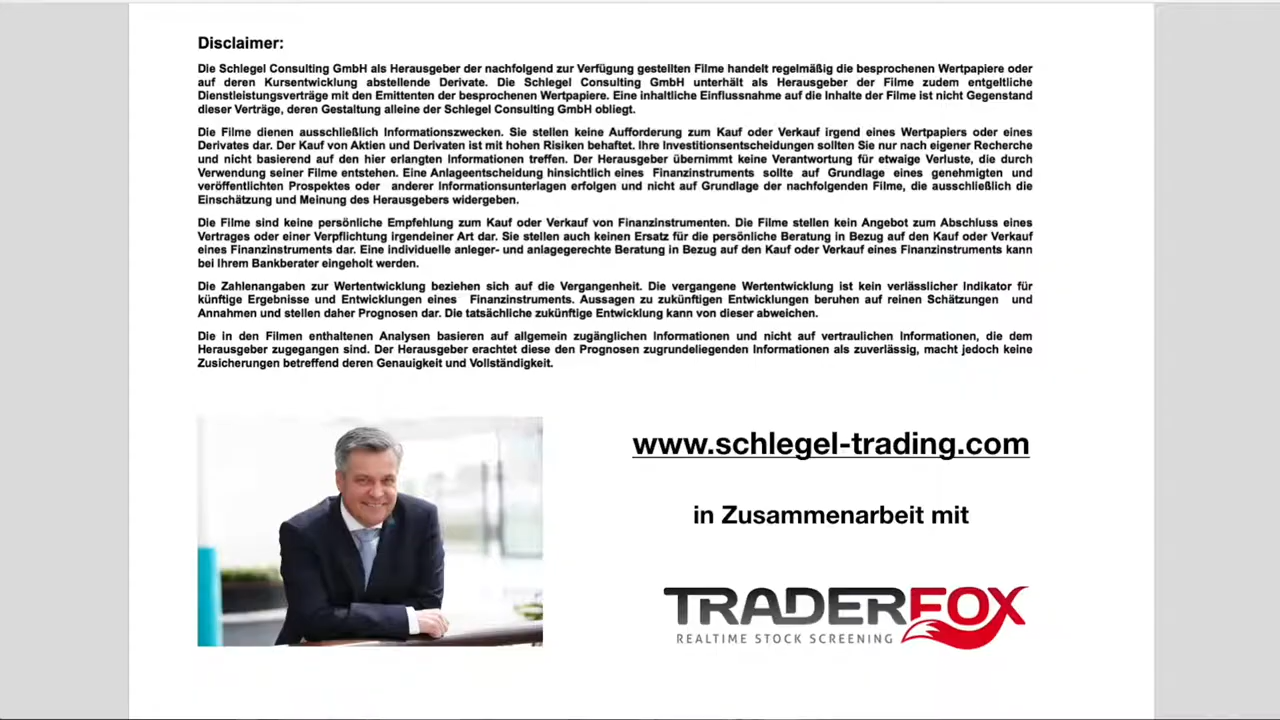 Disclaimer:
Die Schlegel Consulting GmbH als Herausgeber der nachfolgend zur Verfügung gestellten Filme handelt regelmäßig die besprochenen Wertpapiere oder
auf deren Kursentwicklung abstellende Derivate. Die Schlegel Consulting GmbH unterhält als Herausgeber der Filme zudem entgeltliche
Dienstleistungsverträge mit den Emittenten der besprochenen Wertpapiere. Eine inhaltliche Einflussnahme auf die Inhalte der Filme ist nicht Gegenstand
dieser Verträge, deren Gestaltung alleine der Schlegel Consulting GmbH obliegt.
Die Filme dienen ausschließlich Informationszwecken. Sie stellen keine Aufforderung zum Kauf oder Verkauf irgend eines Wertpapiers oder eines
Derivates dar. Der Kauf von Aktien und Derivaten ist mit hohen Risiken behaftet. Ihre Investitionsentscheidungen sollten Sie nur nach eigener Recherche
und nicht basierend auf den hier erlangten Informationen treffen. Der Herausgeber übernimmt keine Verantwortung für etwaige Verluste, die durch
Verwendung seiner Filme entstehen. Eine Anlageentscheidung hinsichtlich eines Finanzinstruments sollte auf Grundlage eines genehmigten und
veröffentlichten Prospektes oder anderer Informationsunterlagen erfolgen und nicht auf Grundlage der nachfolgenden Filme, die ausschließlich die
Einschätzung und Meinung des Herausgebers widergeben.
Die Filme sind keine persönliche Empfehlung zum Kauf oder Verkauf von Finanzinstrumenten. Die Filme stellen kein Angebot zum Abschluss eines
Vertrages oder einer Verpflichtung irgendeiner Art dar. Sie stellen auch keinen Ersatz für die persönliche Beratung in Bezug auf den Kauf oder Verkauf
eines Finanzinstruments dar. Eine individuelle anleger- und anlagegerechte Beratung in Bezug auf den Kauf oder Verkauf eines Finanzinstruments kann
bei Ihrem Bankberater eingeholt werden.
Die Zahlenangaben zur Wertentwicklung beziehen sich auf die Vergangenheit. Die vergangene Wertentwicklung ist kein verlässlicher Indikator für
künftige Ergebnisse und Entwicklungen eines Finanzinstruments. Aussagen zu zukünftigen Entwicklungen beruhen auf reinen Schätzungen und
Annahmen und stellen daher Prognosen dar. Die tatsächliche zukünftige Entwicklung kann von dieser abweichen.
Die in den Filmen enthaltenen Analysen basieren auf allgemein zugänglichen Informationen und nicht auf vertraulichen Informationen, die dem
Herausgeber zugegangen sind. Der Herausgeber erachtet diese den Prognosen zugrundeliegenden Informationen als zuverlässig, macht jedoch keine
Zusicherungen betreffend deren Genauigkeit und Vollständigkeit.
www.schlegel-trading.com
in Zusammenarbeit mit
TRADERFOX
REALTIME STOCK SCREENING